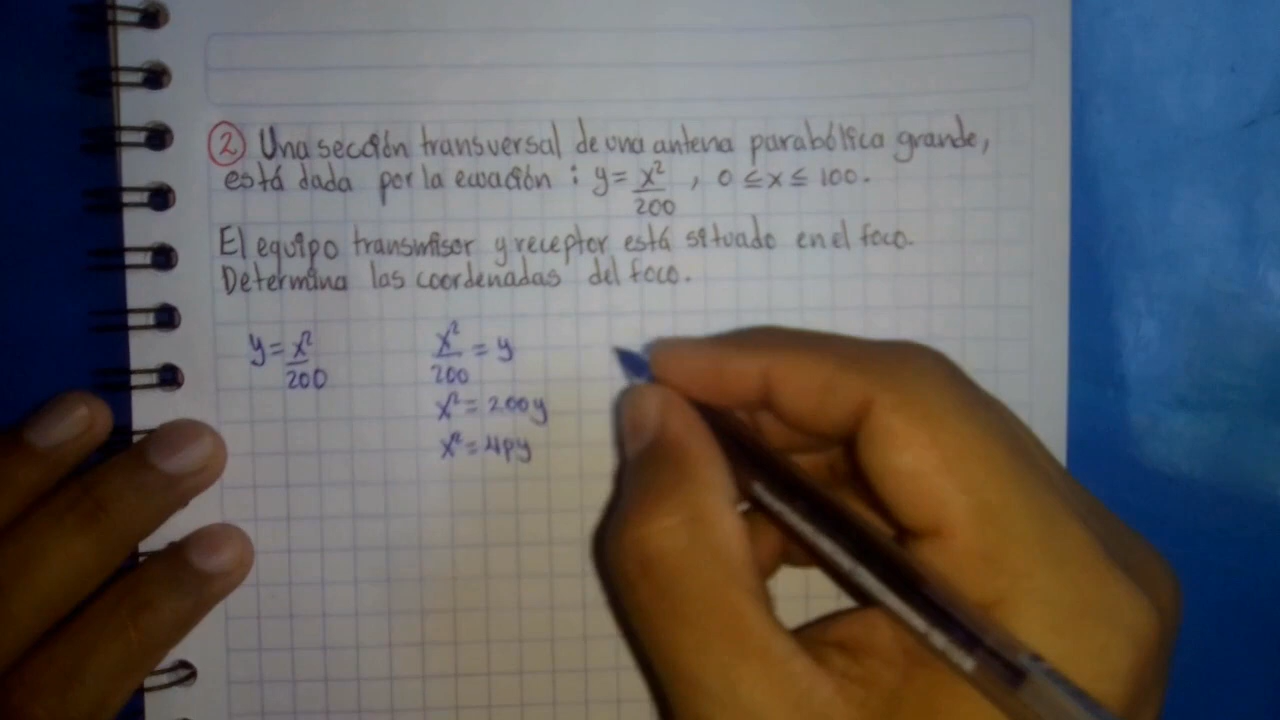 2 Una sección transversal de una antena parabólica grande,
está dada por la ecuación : y = x²/200 , 0 ≤ x ≤ 100.
El equipo transmisor y receptor está situado en el foco.
Determina las coordenadas del foco.
y = x²/200
x²/200 = y
x² = 200y
x² = 4py